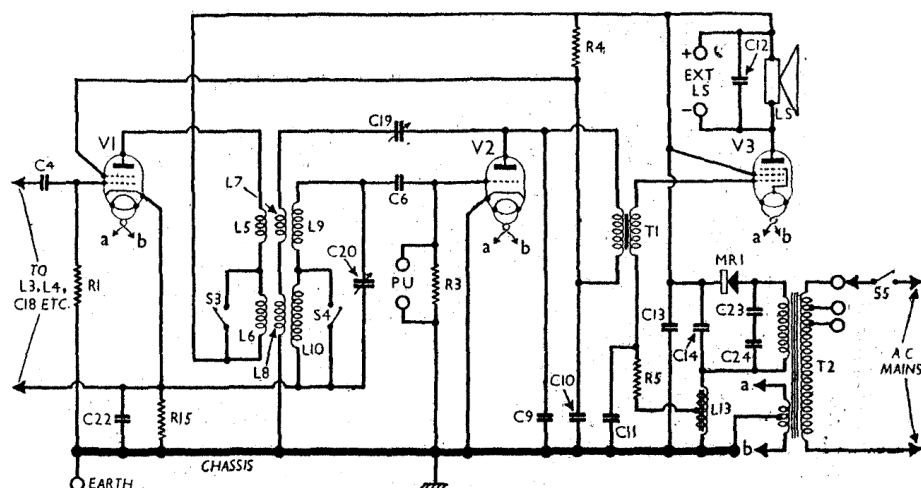 R4
+
EXT
LS
-
C12
LS
C19
V1
V2
V3
C4
L7
C6
a b
L5
L9
T1
a b
TO
L3, L4,
C18 ETC.
R1
C20
PU
R3
MR1
S5
S3
S4
C13
C23
L6
L8
L10
C14
C24
T2
A C
MAINS
C10
R5
a
C22
R15
C9
C11
L13
b
CHASSIS
EARTH